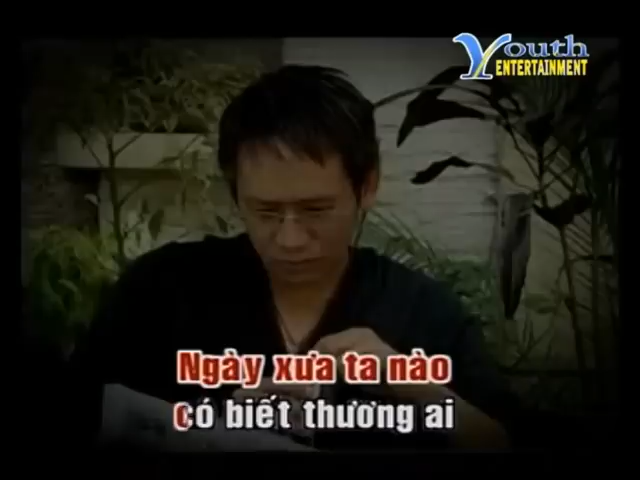 Youth
ENTERTAINMENT
Ngày xưa ta nào
có biết thương ai